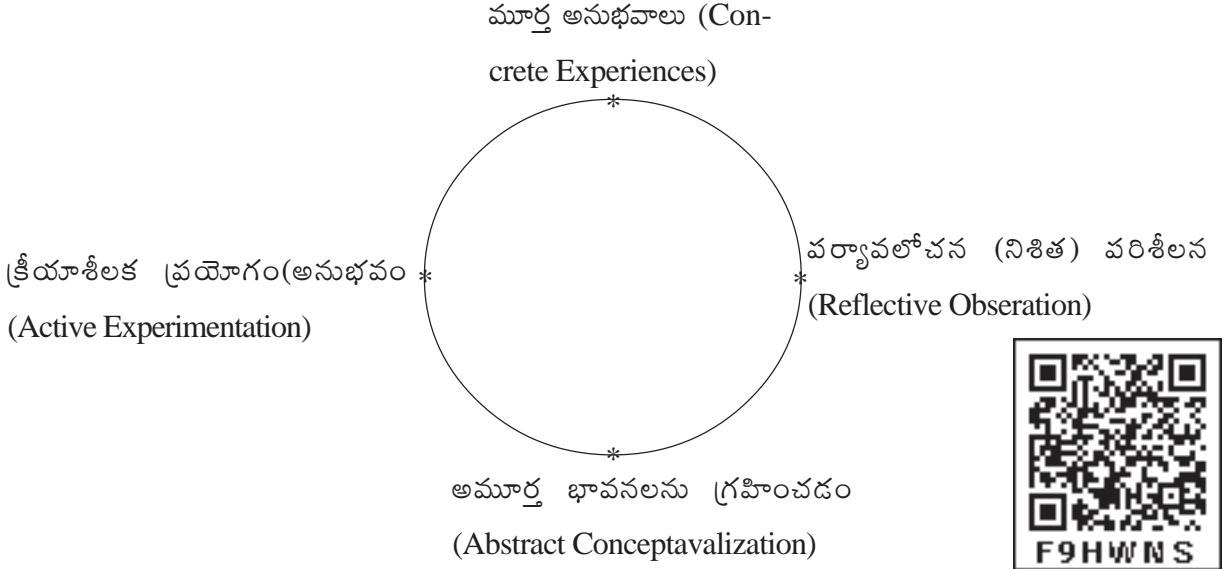 మూర్త అనుభవాలు (Con-
crete Experiences)
*
పర్యావలోచన (నిశిత) పరిశీలన
(Reflective Obseration)
*
క్రీయాశీలక ప్రయోగం(అనుభవం
(Active Experimentation)
*
*
అమూర్త భావనలను గ్రహించడం
(Abstract Conceptavalization)
F9HWNS